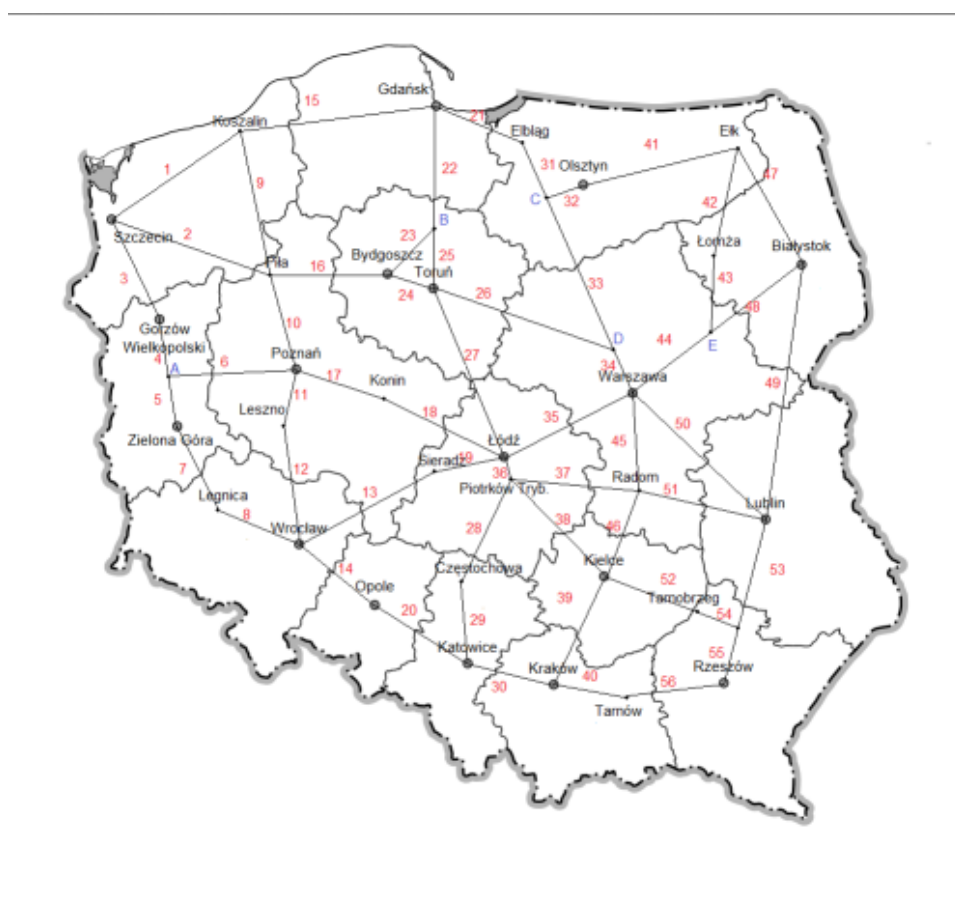 Gdańsk
15
21
Koszalin
Elbląg
Ełk
41
31
Olsztyn
1
22
47
9
32
C
42
B
Szczecin
2
23
Łomża
Białystok
Bydgoszcz
25
Piła
16
Toruń
3
24
26
33
43
48
Gorzów
10
44
E
Wielkopolski
D
4
A
6
Poznań
27
34
17
Konin
Warszawa
49
5
11
Leszno
18
35
50
Zielona Góra
Łódź
45
7
12
Sieradz
19
36
37
Radom
13
Piotrków Tryb.
51
Legnica
Lublin
8
Wrocław
28
38
46
14
Częstochowa
Kielce
53
Opole
39
52
Tarnobrzeg
20
29
54
Katowice
55
Kraków
Rzeszów
30
40
56
Tarnów